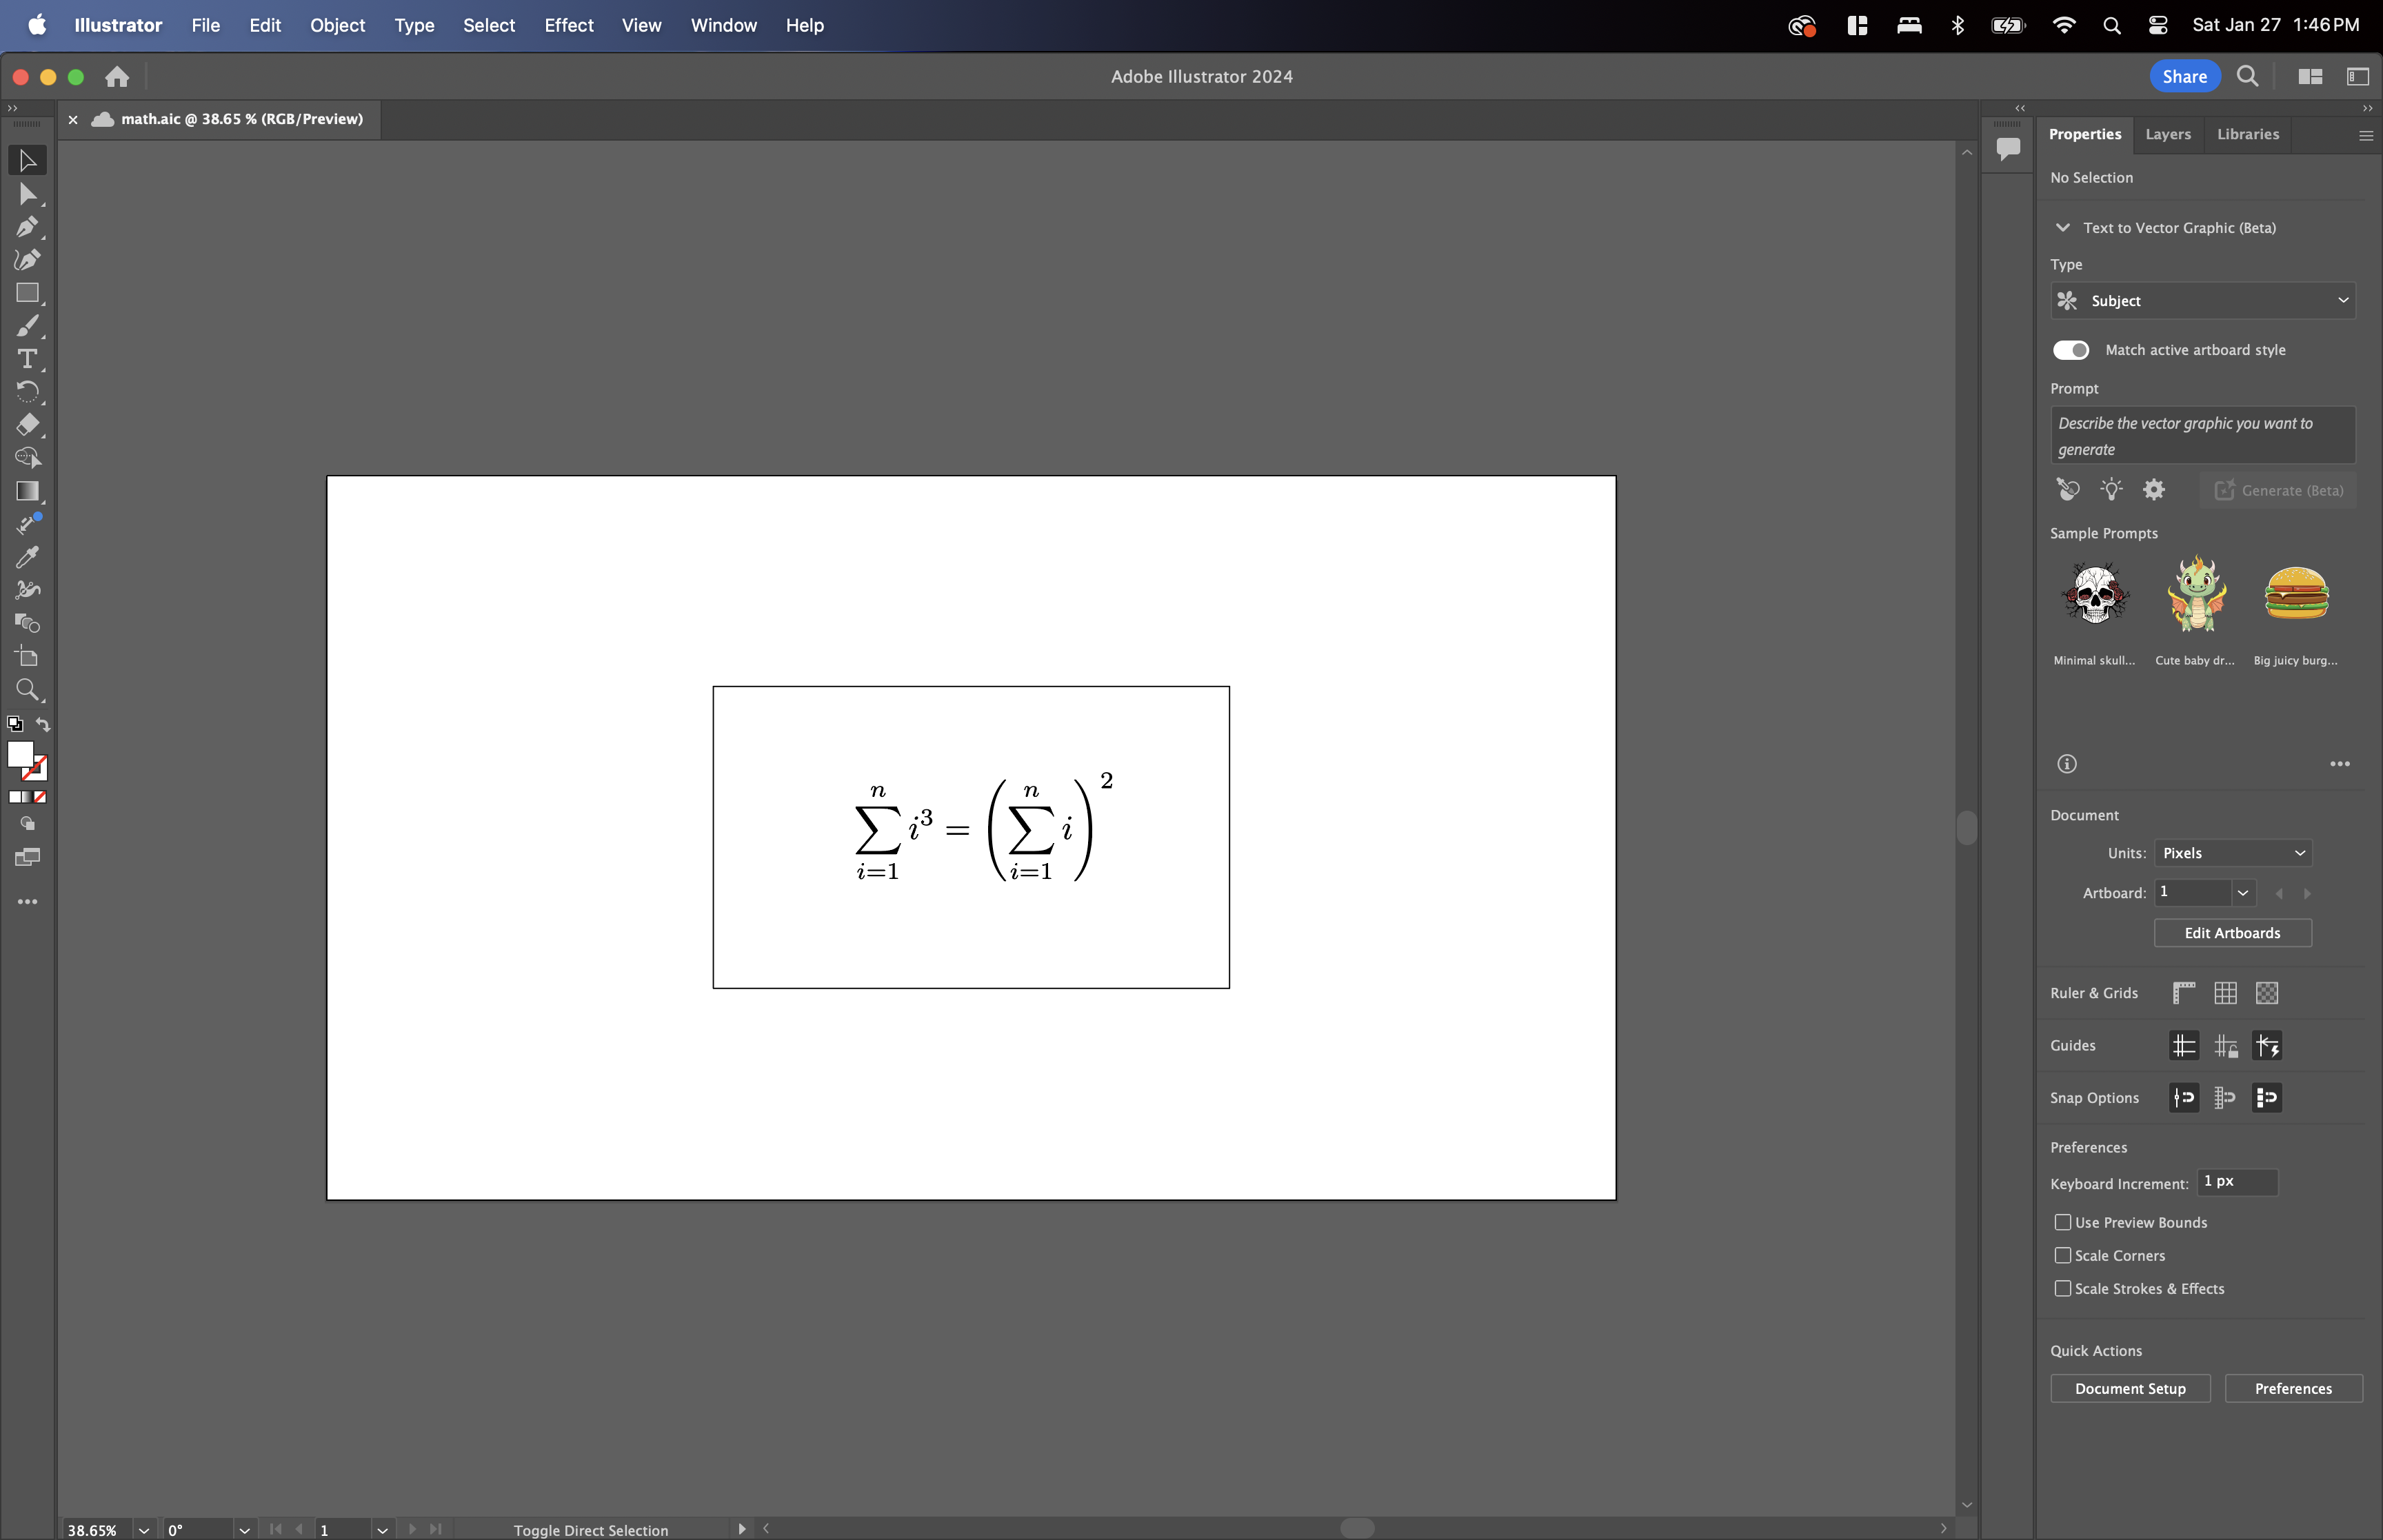 Illustrator File Edit Object Type Select Effect View Window Help Sat Jan 27 1:46 PM
Adobe Illustrator 2024 Share
× math.aic @ 38.65 % (RGB/Preview)
Properties Layers Libraries
No Selection
Text to Vector Graphic (Beta)
Type
Subject
Match active artboard style
Prompt
Describe the vector graphic you want to
generate
Generate (Beta)
Sample Prompts
Minimal skull... Cute baby dr... Big juicy burg...
∑_{i=1}^{n} i^3 = (∑_{i=1}^{n} i)^2
Document
Units: Pixels
Artboard: 1
Edit Artboards
Ruler & Grids
Guides
Snap Options
Preferences
Keyboard Increment: 1 px
Use Preview Bounds
Scale Corners
Scale Strokes & Effects
Quick Actions
Document Setup Preferences
38.65% 0° 1 Toggle Direct Selection